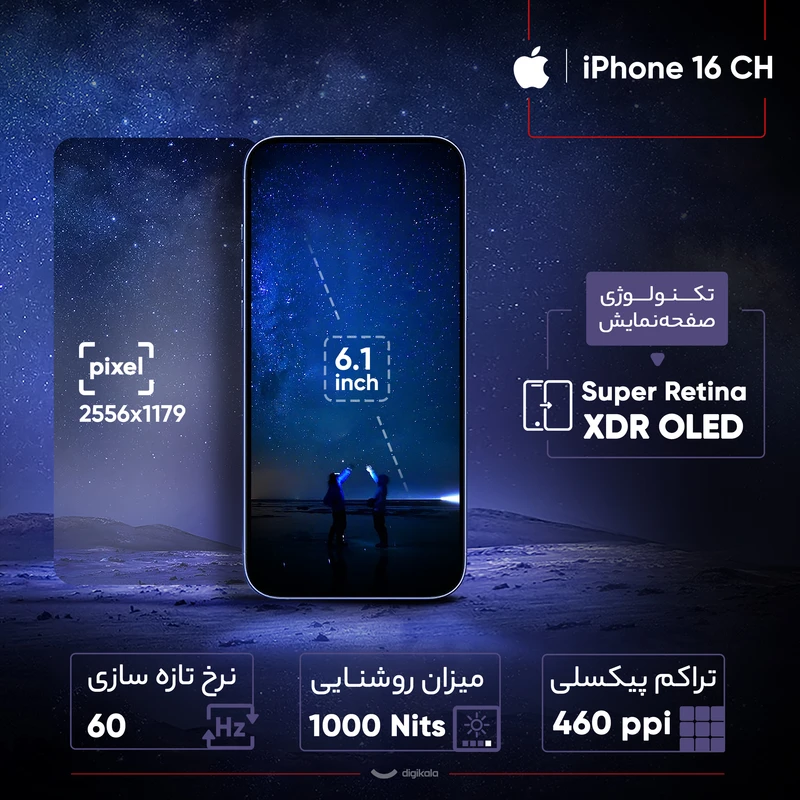 iPhone 16 CH
تکنولوژی
صفحه‌نمایش
Super Retina
XDR OLED
6.1
inch
pixel
2556x1179
تراکم پیکسلی
460 ppi
میزان روشنایی
1000 Nits
نرخ تازه سازی
60
Hz
digikala